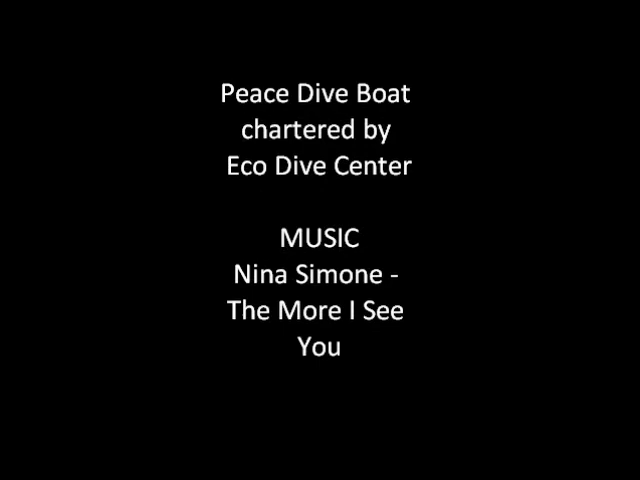 Peace Dive Boat
chartered by
Eco Dive Center
MUSIC
Nina Simone -
The More I See
You